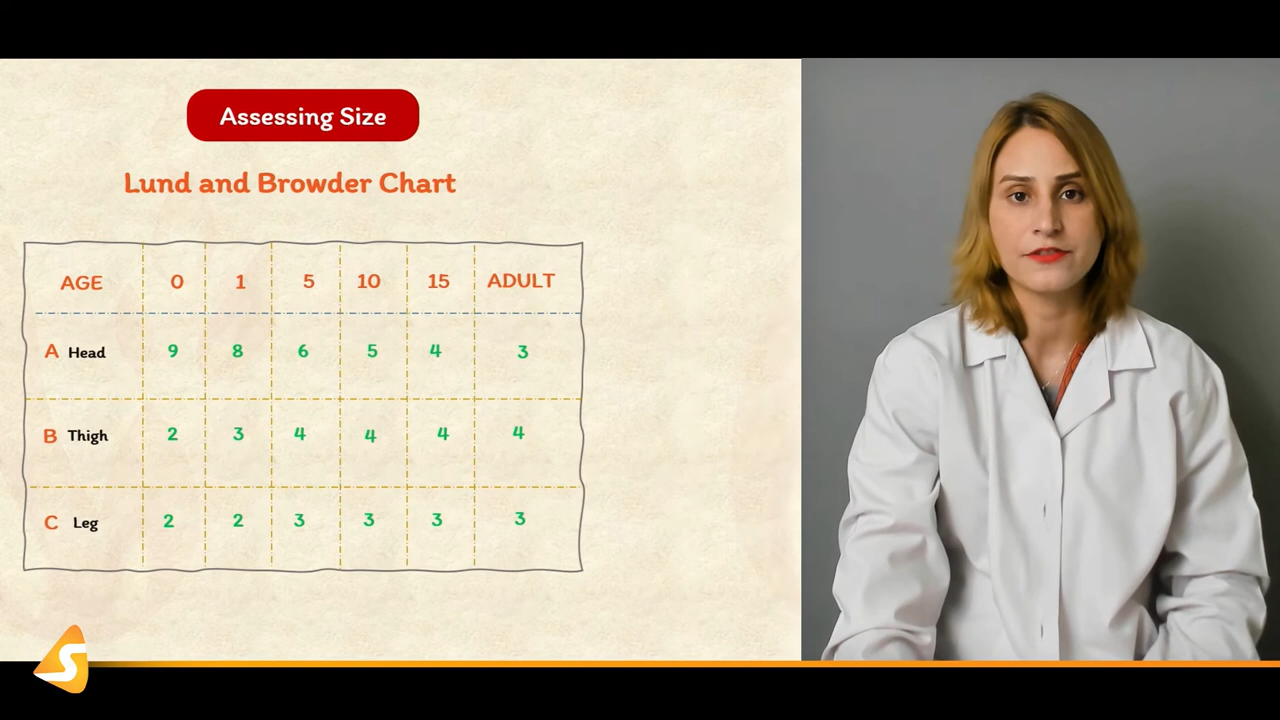 Assessing Size
Lund and Browder Chart
AGE 0 1 5 10 15 ADULT
A Head 9 8 6 5 4 3
B Thigh 2 3 4 4 4 4
C Leg 2 2 3 3 3 3
S